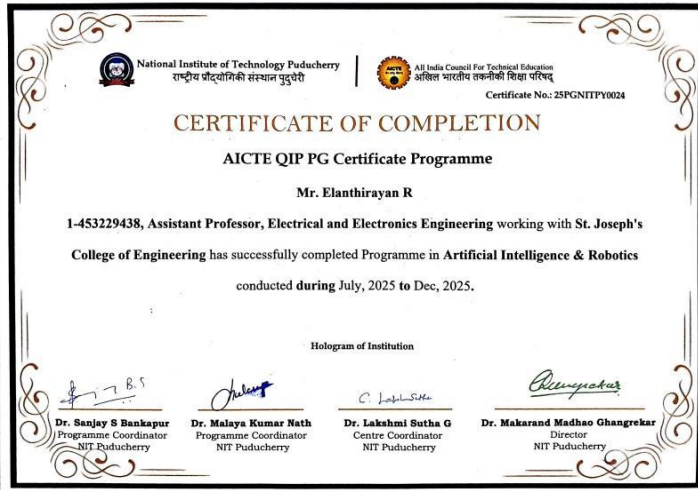 National Institute of Technology Puducherry
राष्ट्रीय प्रौद्योगिकी संस्थान पुदुचेरी
All India Council For Technical Education
अखिल भारतीय तकनीकी शिक्षा परिषद्
Certificate No.: 25PGNITPY0024
CERTIFICATE OF COMPLETION
AICTE QIP PG Certificate Programme
Mr. Elanthirayan R
1-453229438, Assistant Professor, Electrical and Electronics Engineering working with St. Joseph's
College of Engineering has successfully completed Programme in Artificial Intelligence & Robotics
conducted during July, 2025 to Dec, 2025.
Hologram of Institution
Dr. Sanjay S Bankapur
Programme Coordinator
NIT Puducherry
Dr. Malaya Kumar Nath
Programme Coordinator
NIT Puducherry
Dr. Lakshmi Sutha G
Centre Coordinator
NIT Puducherry
Dr. Makarand Madhao Ghangrekar
Director
NIT Puducherry